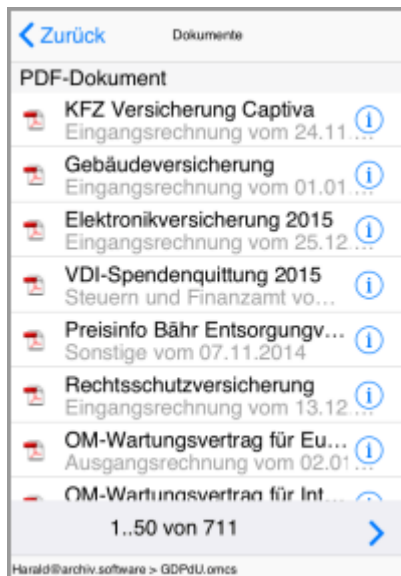 Zurück
Dokumente
PDF-Dokument
KFZ Versicherung Captiva
Eingangsrechnung vom 24.11....
Gebäudeversicherung
Eingangsrechnung vom 01.01....
Elektronikversicherung 2015
Eingangsrechnung vom 25.12....
VDI-Spendenquittung 2015
Steuern und Finanzamt vo...
Preisinfo Bähr Entsorgungv...
Sonstige vom 07.11.2014
Rechtsschutzversicherung
Eingangsrechnung vom 13.12....
OM-Wartungsvertrag für Eu...
Ausgangsrechnung vom 02.01...
OM-Wartungsvertrag für Int...
1..50 von 711
Harald@archiv.software > GDPdU.omcs